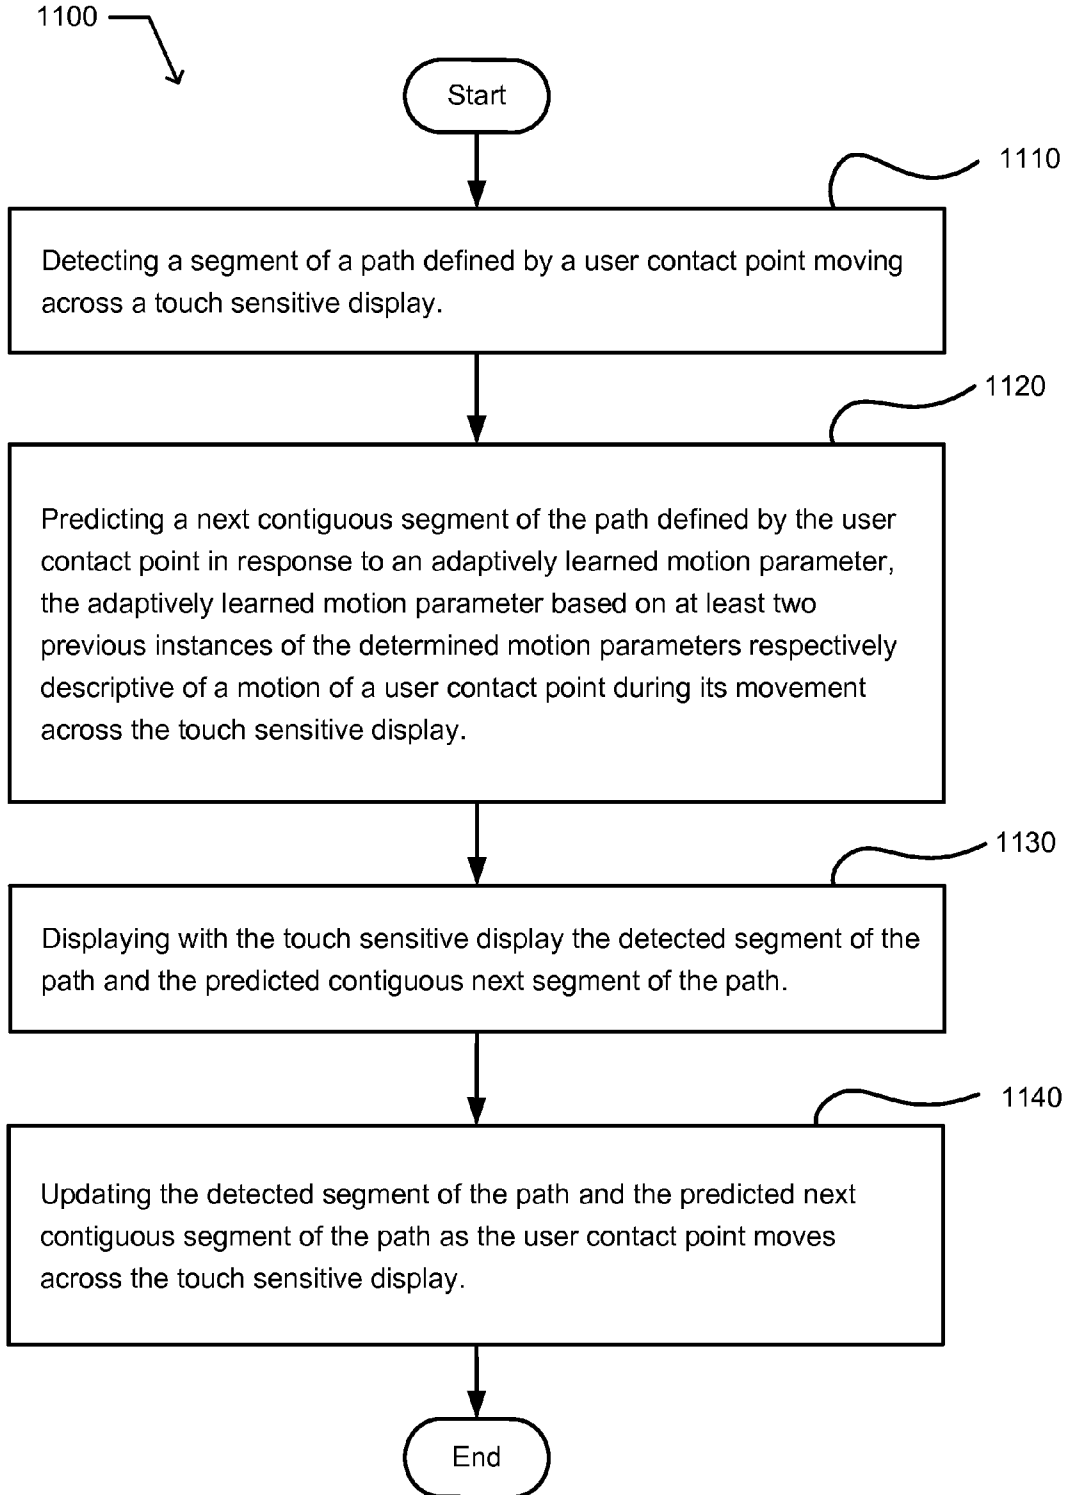 1100
Start
1110
Detecting a segment of a path defined by a user contact point moving
across a touch sensitive display.
1120
Predicting a next contiguous segment of the path defined by the user
contact point in response to an adaptively learned motion parameter,
the adaptively learned motion parameter based on at least two
previous instances of the determined motion parameters respectively
descriptive of a motion of a user contact point during its movement
across the touch sensitive display.
1130
Displaying with the touch sensitive display the detected segment of the
path and the predicted contiguous next segment of the path.
1140
Updating the detected segment of the path and the predicted next
contiguous segment of the path as the user contact point moves
across the touch sensitive display.
End